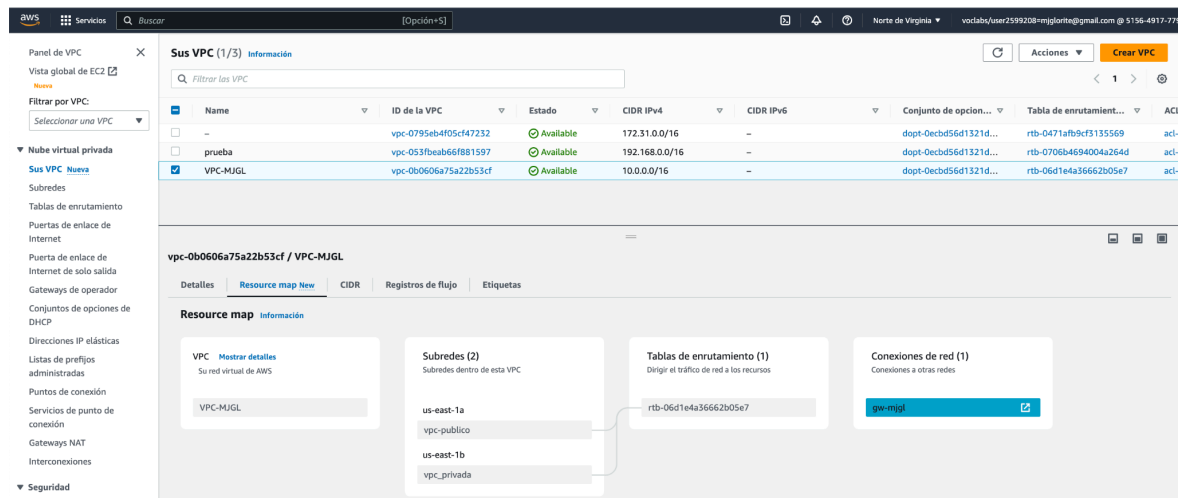 aws Servicios Buscar [Opción+S] Norte de Virginia ▼ voclabs/user2599208=mjglorite@gmail.com @ 5156-4917-779
Panel de VPC
Vista global de EC2
Nueva
Filtrar por VPC:
Seleccionar una VPC ▼
▼ Nube virtual privada
Sus VPC Nueva
Subredes
Tablas de enrutamiento
Puertas de enlace de
Internet
Puerta de enlace de
Internet de solo salida
Gateways de operador
Conjuntos de opciones de
DHCP
Direcciones IP elásticas
Listas de prefijos
administradas
Puntos de conexión
Servicios de punto de
conexión
Gateways NAT
Interconexiones
▼ Seguridad
Sus VPC (1/3) Información Acciones ▼ Crear VPC
Filtrar las VPC < 1 >
Name ID de la VPC Estado CIDR IPv4 CIDR IPv6 Conjunto de opcion... Tabla de enrutamient... ACL
– vpc-0795eb4f05cf47232 Available 172.31.0.0/16 – dopt-0ecbd56d1321d... rtb-0471afb9cf3135569 acl-
prueba vpc-053fbeab66f881597 Available 192.168.0.0/16 – dopt-0ecbd56d1321d... rtb-0706b4694004a264d acl-
VPC-MJGL vpc-0b0606a75a22b53cf Available 10.0.0.0/16 – dopt-0ecbd56d1321d... rtb-06d1e4a36662b05e7 acl-
vpc-0b0606a75a22b53cf / VPC-MJGL
Detalles Resource map New CIDR Registros de flujo Etiquetas
Resource map Información
VPC Mostrar detalles
Su red virtual de AWS
VPC-MJGL
Subredes (2)
Subredes dentro de esta VPC
us-east-1a
vpc-publico
us-east-1b
vpc_privada
Tablas de enrutamiento (1)
Dirigir el tráfico de red a los recursos
rtb-06d1e4a36662b05e7
Conexiones de red (1)
Conexiones a otras redes
gw-mjgl